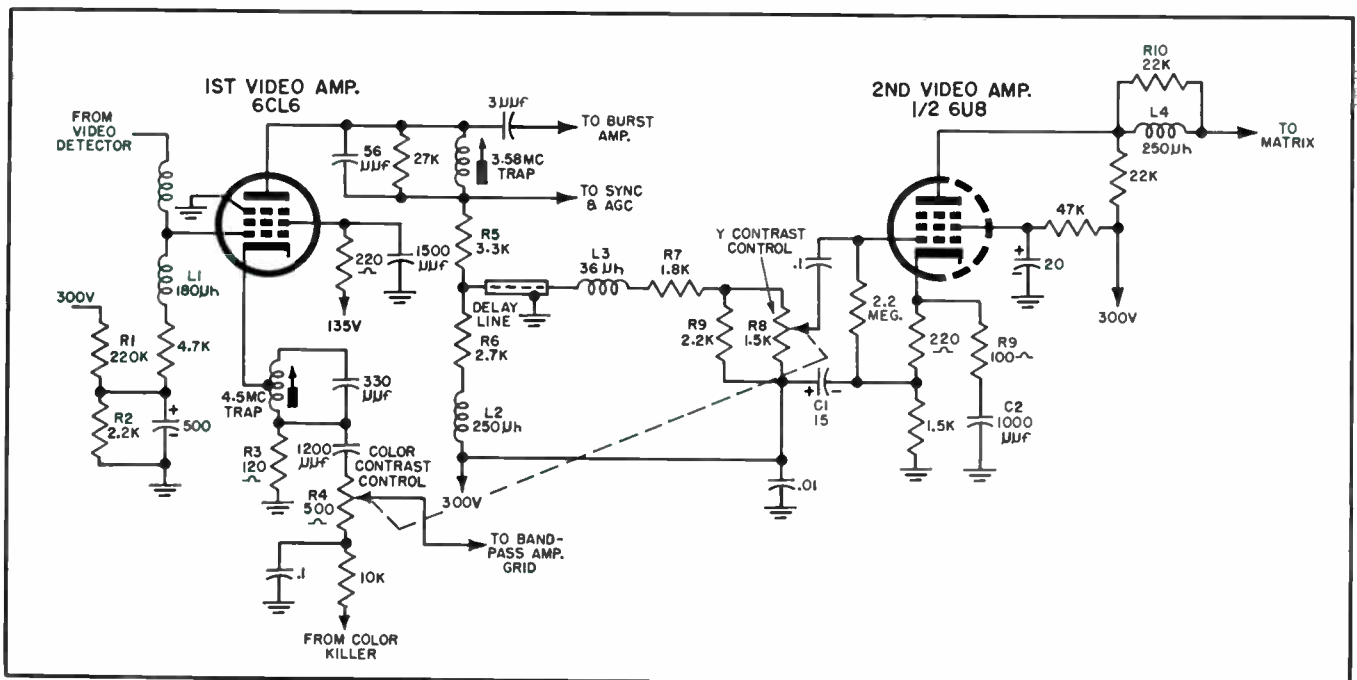 1ST VIDEO AMP.
6CL6
FROM
VIDEO
DETECTOR
L1
180µh
300V
R1
220K
4.7K
R2
2.2K
+
500
-
3µµf
TO BURST
AMP.
56
µµf
27K
3.58MC
TRAP
TO SYNC
& AGC
220
Ω
1500
µµf
135V
R5
3.3K
DELAY
LINE
L3
36µh
R7
1.8K
R6
2.7K
L2
250µh
300V
4.5MC
TRAP
330
µµf
R3
120
Ω
1200
µµf
COLOR
CONTRAST
CONTROL
R4
500
Ω
TO BAND-
PASS AMP.
GRID
.1
10K
FROM COLOR
KILLER
Y CONTRAST
CONTROL
R9
2.2K
R8
1.5K
.1
2.2
MEG.
+
-
C1
15
.01
2ND VIDEO AMP.
1/2 6U8
R10
22K
L4
250µh
TO
MATRIX
22K
47K
+
20
-
300V
220
Ω
R9
100Ω
1.5K
C2
1000
µµf